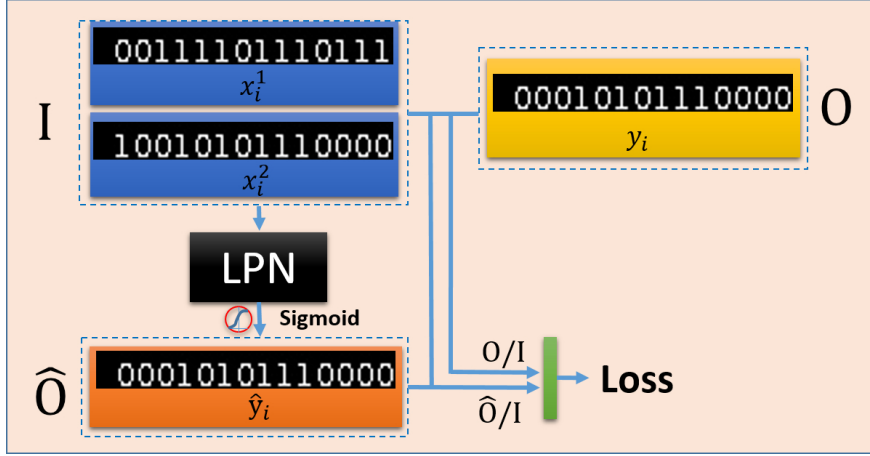 00111101110111
x_i^1
I
10010101110000
x_i^2
00010101110000
y_i
O
LPN
Sigmoid
00010101110000
ŷ_i
Ô
O/I
Ô/I
Loss